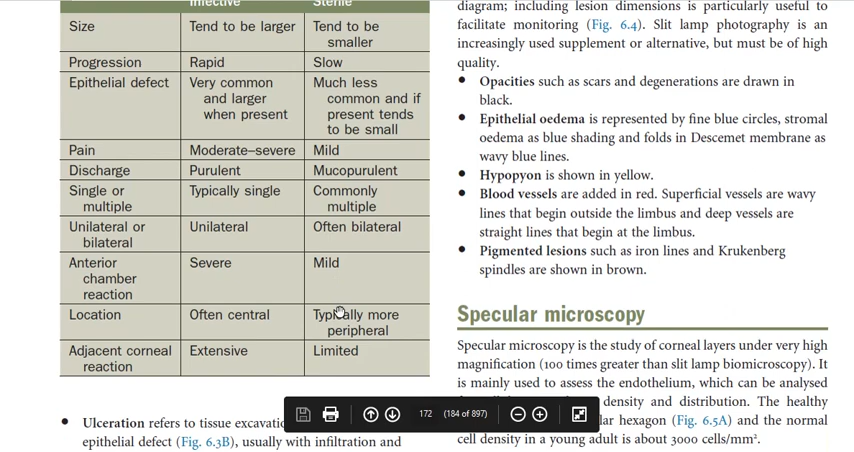 Infective Sterile
Size Tend to be larger Tend to be
smaller
Progression Rapid Slow
Epithelial defect Very common Much less
and larger common and if
when present present tends
to be small
Pain Moderate–severe Mild
Discharge Purulent Mucopurulent
Single or Typically single Commonly
multiple multiple
Unilateral or Unilateral Often bilateral
bilateral
Anterior Severe Mild
chamber
reaction
Location Often central Typically more
peripheral
Adjacent corneal Extensive Limited
reaction
• Ulceration refers to tissue
epithelial defect (Fig. 6.3B), usually with infiltration and
diagram; including lesion dimensions is particularly useful to
facilitate monitoring (Fig. 6.4). Slit lamp photography is an
increasingly used supplement or alternative, but must be of high
quality.
• Opacities such as scars and degenerations are drawn in
black.
• Epithelial oedema is represented by fine blue circles, stromal
oedema as blue shading and folds in Descemet membrane as
wavy blue lines.
• Hypopyon is shown in yellow.
• Blood vessels are added in red. Superficial vessels are wavy
lines that begin outside the limbus and deep vessels are
straight lines that begin at the limbus.
• Pigmented lesions such as iron lines and Krukenberg
spindles are shown in brown.
Specular microscopy
Specular microscopy is the study of corneal layers under very high
magnification (100 times greater than slit lamp biomicroscopy). It
is mainly used to assess the endothelium, which can be analysed
density and distribution. The healthy
hexagon (Fig. 6.5A) and the normal
cell density in a young adult is about 3000 cells/mm².
172 (184 of 897)